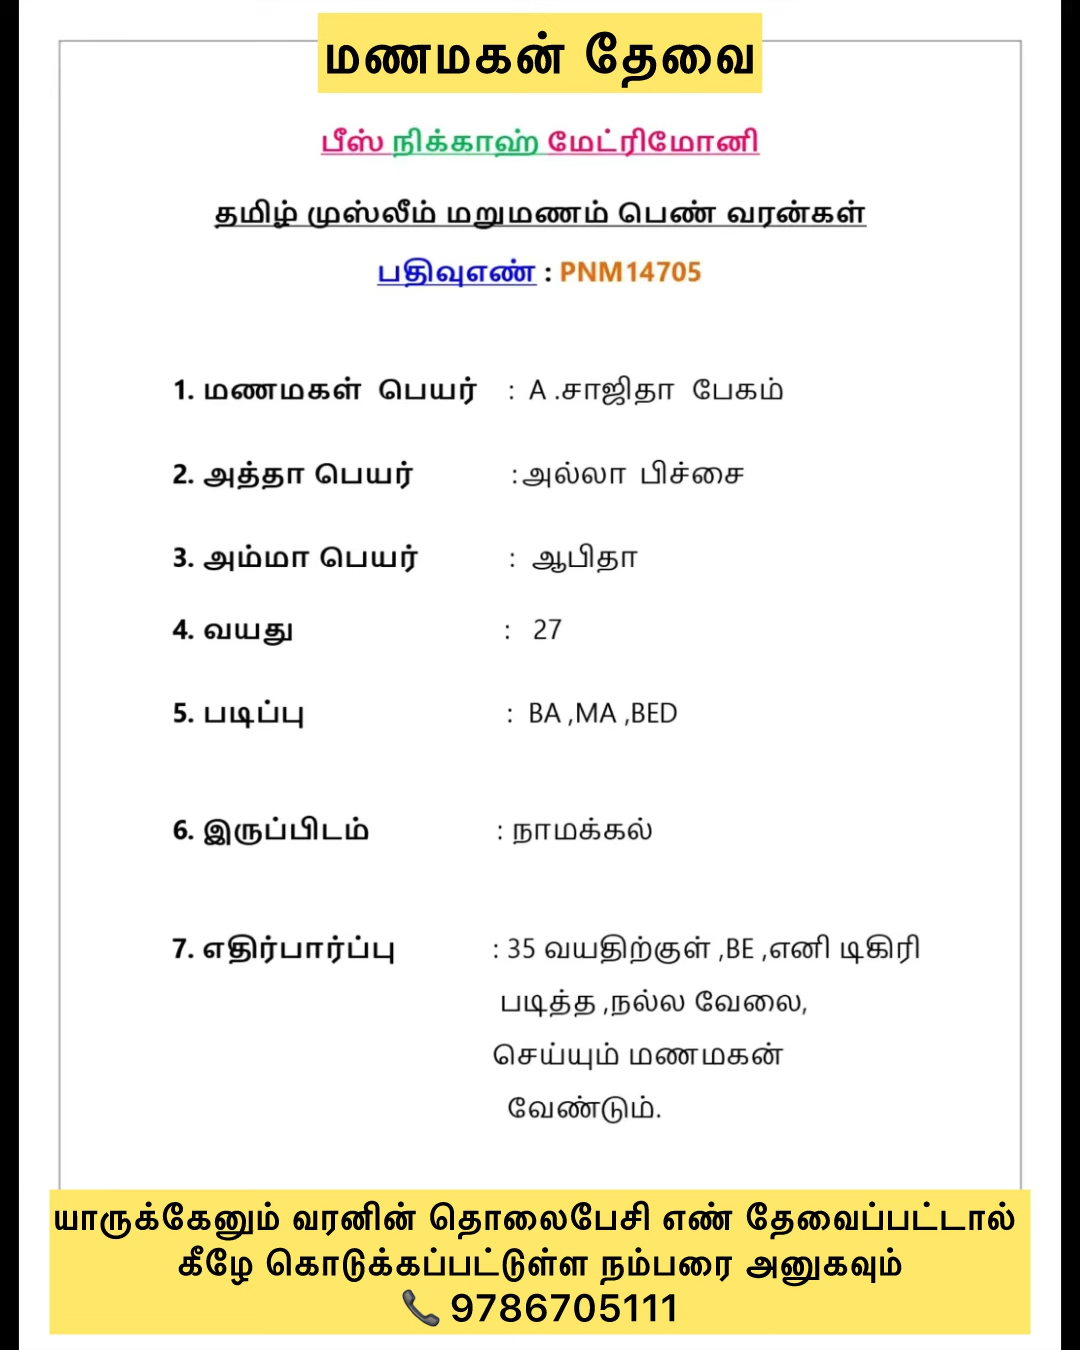 மணமகன் தேவை
பீஸ் நிக்காஹ் மேட்ரிமோனி
தமிழ் முஸ்லீம் மறுமணம் பெண் வரன்கள்
பதிவுஎண் : PNM14705
1. மணமகள் பெயர் : A .சாஜிதா பேகம்
2. அத்தா பெயர் :அல்லா பிச்சை
3. அம்மா பெயர் : ஆபிதா
4. வயது : 27
5. படிப்பு : BA ,MA ,BED
6. இருப்பிடம் : நாமக்கல்
7. எதிர்பார்ப்பு : 35 வயதிற்குள் ,BE ,எனி டிகிரி
படித்த ,நல்ல வேலை,
செய்யும் மணமகன்
வேண்டும்.
யாருக்கேனும் வரனின் தொலைபேசி எண் தேவைப்பட்டால்
கீழே கொடுக்கப்பட்டுள்ள நம்பரை அனுகவும்
📞 9786705111